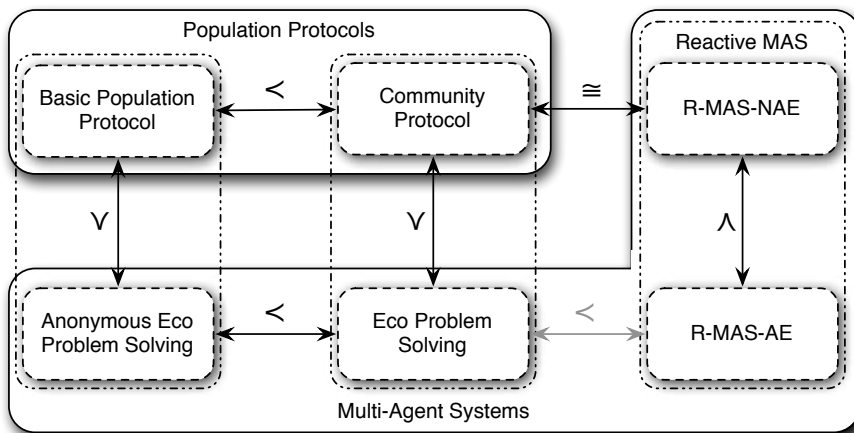 Population Protocols
Reactive MAS
Basic Population
Protocol
≺
Community
Protocol
≅
R-MAS-NAE
⋎
⋎
⋏
Anonymous Eco
Problem Solving
≺
Eco Problem
Solving
≺
R-MAS-AE
Multi-Agent Systems